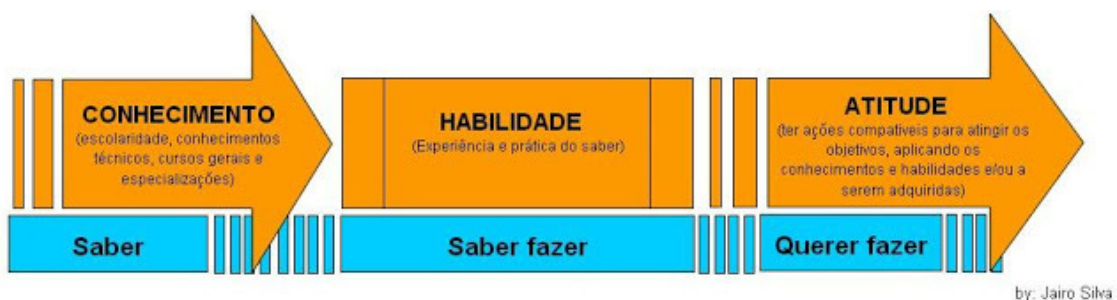 CONHECIMENTO
(escolaridade, conhecimentos
técnicos, cursos gerais e
especializações)
HABILIDADE
(Experiência e prática do saber)
ATITUDE
(ter ações compatíveis para atingir os
objetivos, aplicando os
conhecimentos e habilidades e/ou a
serem adquiridas)
Saber
Saber fazer
Querer fazer
by: Jairo Silva